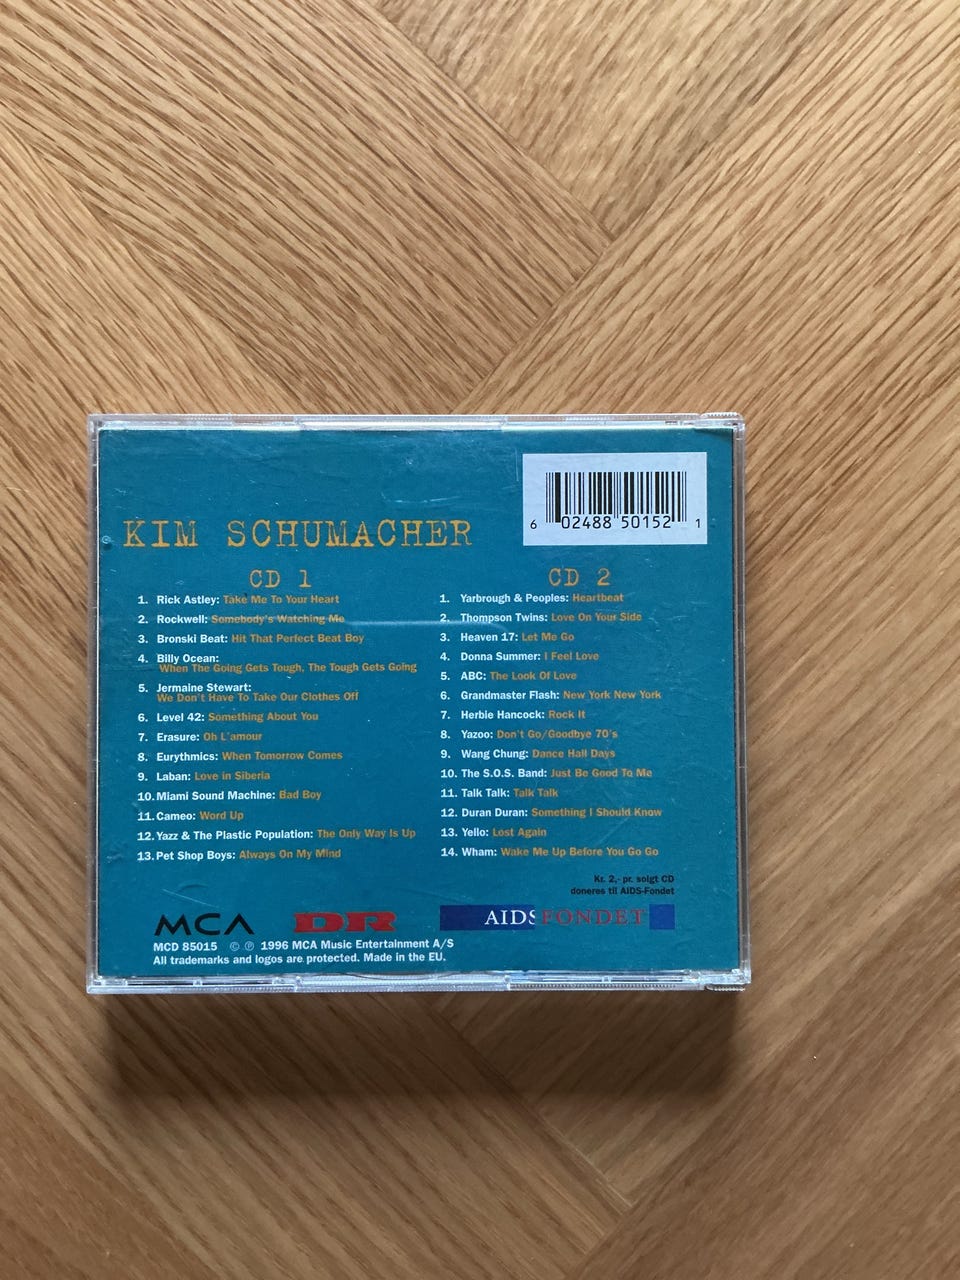 6 02488 50152 1
KIM SCHUMACHER
CD 1
1. Rick Astley: Take Me To Your Heart
2. Rockwell: Somebody's Watching Me
3. Bronski Beat: Hit That Perfect Beat Boy
4. Billy Ocean:
When The Going Gets Tough, The Tough Gets Going
5. Jermaine Stewart:
We Don't Have To Take Our Clothes Off
6. Level 42: Something About You
7. Erasure: Oh L'amour
8. Eurythmics: When Tomorrow Comes
9. Laban: Love in Siberia
10. Miami Sound Machine: Bad Boy
11. Cameo: Word Up
12. Yazz & The Plastic Population: The Only Way Is Up
13. Pet Shop Boys: Always On My Mind
CD 2
1. Yarbrough & Peoples: Heartbeat
2. Thompson Twins: Love On Your Side
3. Heaven 17: Let Me Go
4. Donna Summer: I Feel Love
5. ABC: The Look Of Love
6. Grandmaster Flash: New York New York
7. Herbie Hancock: Rock It
8. Yazoo: Don't Go/Goodbye 70's
9. Wang Chung: Dance Hall Days
10. The S.O.S. Band: Just Be Good To Me
11. Talk Talk: Talk Talk
12. Duran Duran: Something I Should Know
13. Yello: Lost Again
14. Wham: Wake Me Up Before You Go Go
Kr. 2,- pr. solgt CD
doneres til AIDS-Fondet
MCA DR AIDSFONDET
MCD 85015 © ℗ 1996 MCA Music Entertainment A/S
All trademarks and logos are protected. Made in the EU.